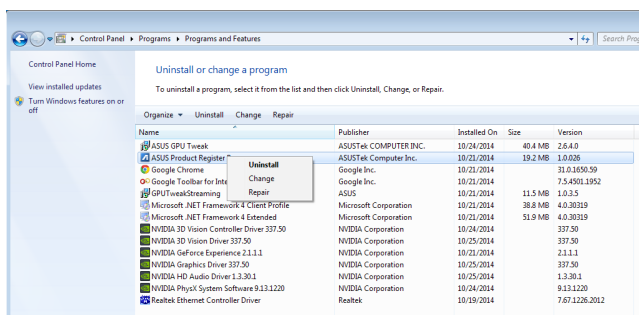 Control Panel Programs Programs and Features Search Prog
Control Panel Home
View installed updates
Turn Windows features on or
off
Uninstall or change a program
To uninstall a program, select it from the list and then click Uninstall, Change, or Repair.
Organize Uninstall Change Repair
Name Publisher Installed On Size Version
ASUS GPU Tweak ASUSTek COMPUTER INC. 10/24/2014 40.4 MB 2.6.4.0
ASUS Product Register ASUSTek Computer Inc. 10/21/2014 19.2 MB 1.0.026
Google Chrome Google Inc. 10/21/2014 31.0.1650.59
Google Toolbar for Inte Google Inc. 10/21/2014 7.5.4501.1952
GPUTweakStreaming ASUS 10/21/2014 11.5 MB 1.0.3.5
Microsoft .NET Framework 4 Client Profile Microsoft Corporation 10/21/2014 38.8 MB 4.0.30319
Microsoft .NET Framework 4 Extended Microsoft Corporation 10/21/2014 51.9 MB 4.0.30319
NVIDIA 3D Vision Controller Driver 337.50 NVIDIA Corporation 10/24/2014 337.50
NVIDIA 3D Vision Driver 337.50 NVIDIA Corporation 10/25/2014 337.50
NVIDIA GeForce Experience 2.1.1.1 NVIDIA Corporation 10/21/2014 2.1.1.1
NVIDIA Graphics Driver 337.50 NVIDIA Corporation 10/25/2014 337.50
NVIDIA HD Audio Driver 1.3.30.1 NVIDIA Corporation 10/25/2014 1.3.30.1
NVIDIA PhysX System Software 9.13.1220 NVIDIA Corporation 10/24/2014 9.13.1220
Realtek Ethernet Controller Driver Realtek 10/19/2014 7.67.1226.2012
Uninstall
Change
Repair